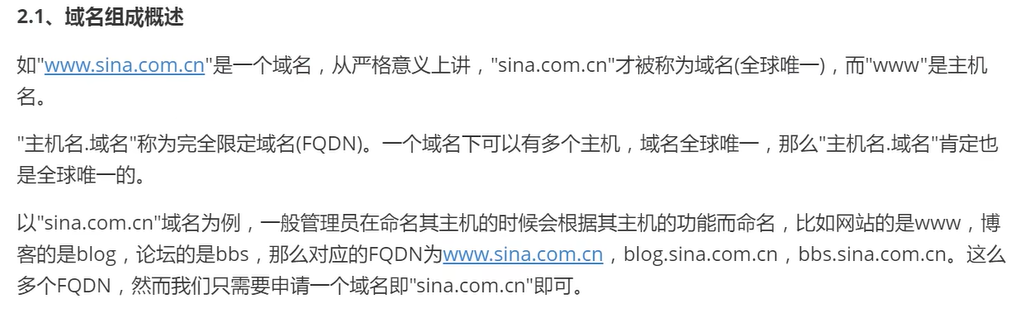 2.1、域名组成概述
如"www.sina.com.cn"是一个域名，从严格意义上讲，"sina.com.cn"才被称为域名(全球唯一)，而"www"是主机
名。
"主机名.域名"称为完全限定域名(FQDN)。一个域名下可以有多个主机，域名全球唯一，那么"主机名.域名"肯定也
是全球唯一的。
以"sina.com.cn"域名为例，一般管理员在命名其主机的时候会根据其主机的功能而命名，比如网站的是www，博
客的是blog，论坛的是bbs，那么对应的FQDN为www.sina.com.cn，blog.sina.com.cn，bbs.sina.com.cn。这么
多个FQDN，然而我们只需要申请一个域名即"sina.com.cn"即可。